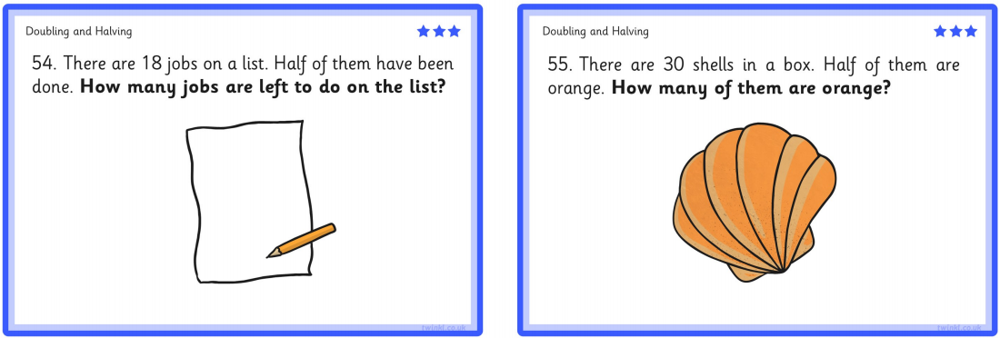 Doubling and Halving
54. There are 18 jobs on a list. Half of them have been
done. How many jobs are left to do on the list?
twinkl.co.uk
Doubling and Halving
55. There are 30 shells in a box. Half of them are
orange. How many of them are orange?
twinkl.co.uk